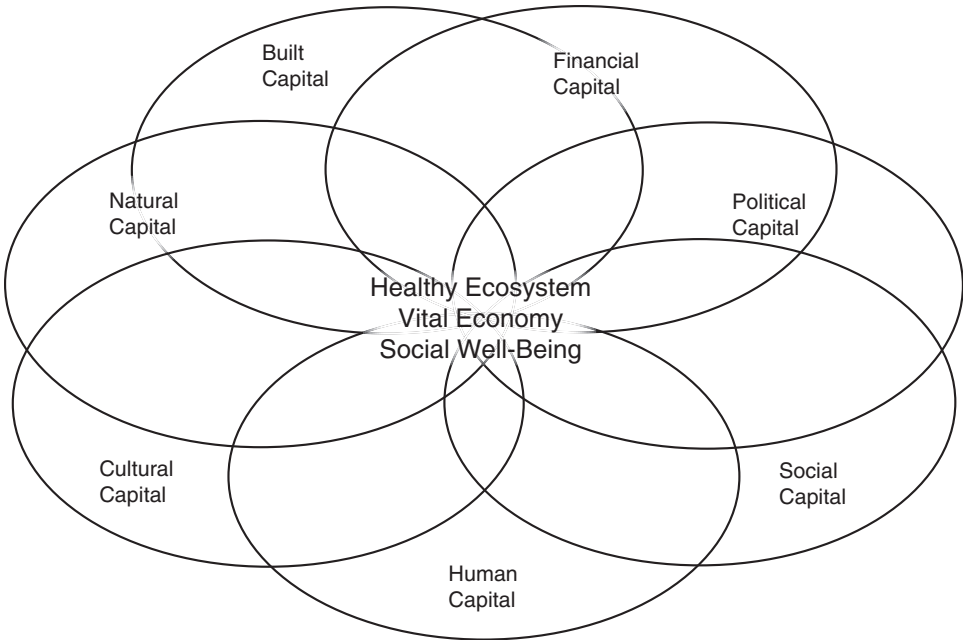 Built
Capital
Financial
Capital
Natural
Capital
Political
Capital
Healthy Ecosystem
Vital Economy
Social Well-Being
Cultural
Capital
Social
Capital
Human
Capital